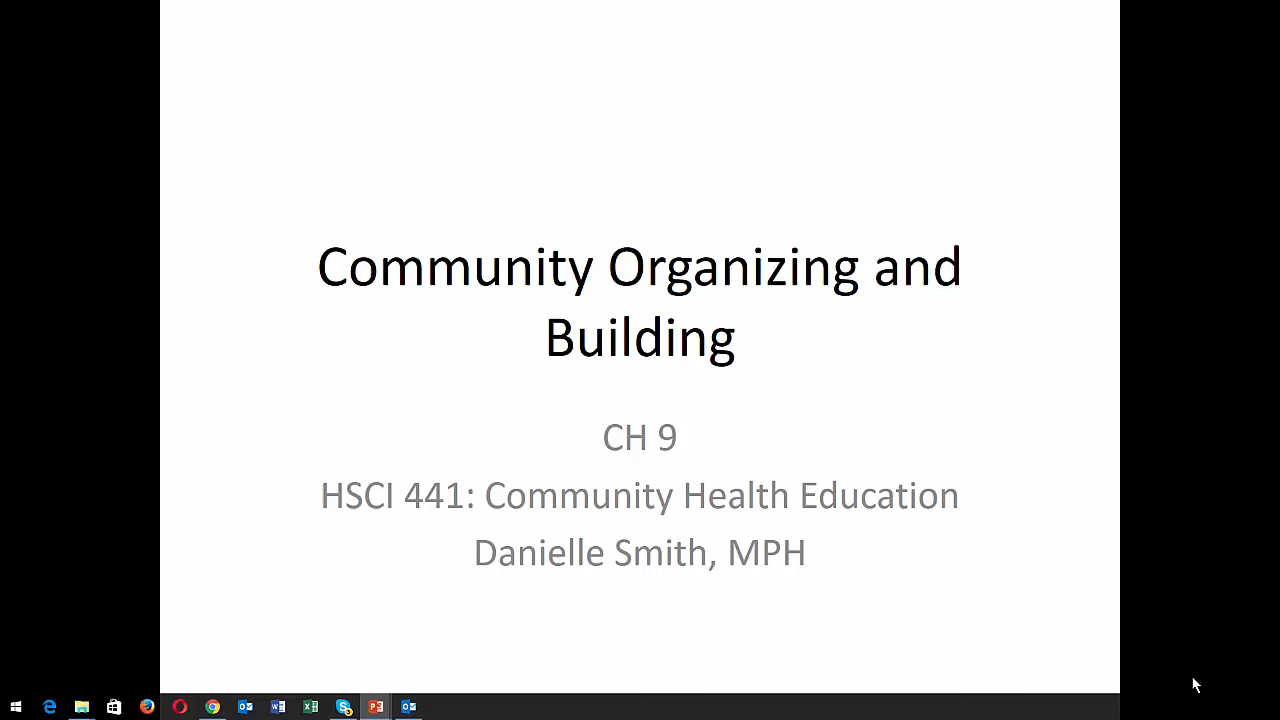 Community Organizing and
Building
CH 9
HSCI 441: Community Health Education
Danielle Smith, MPH